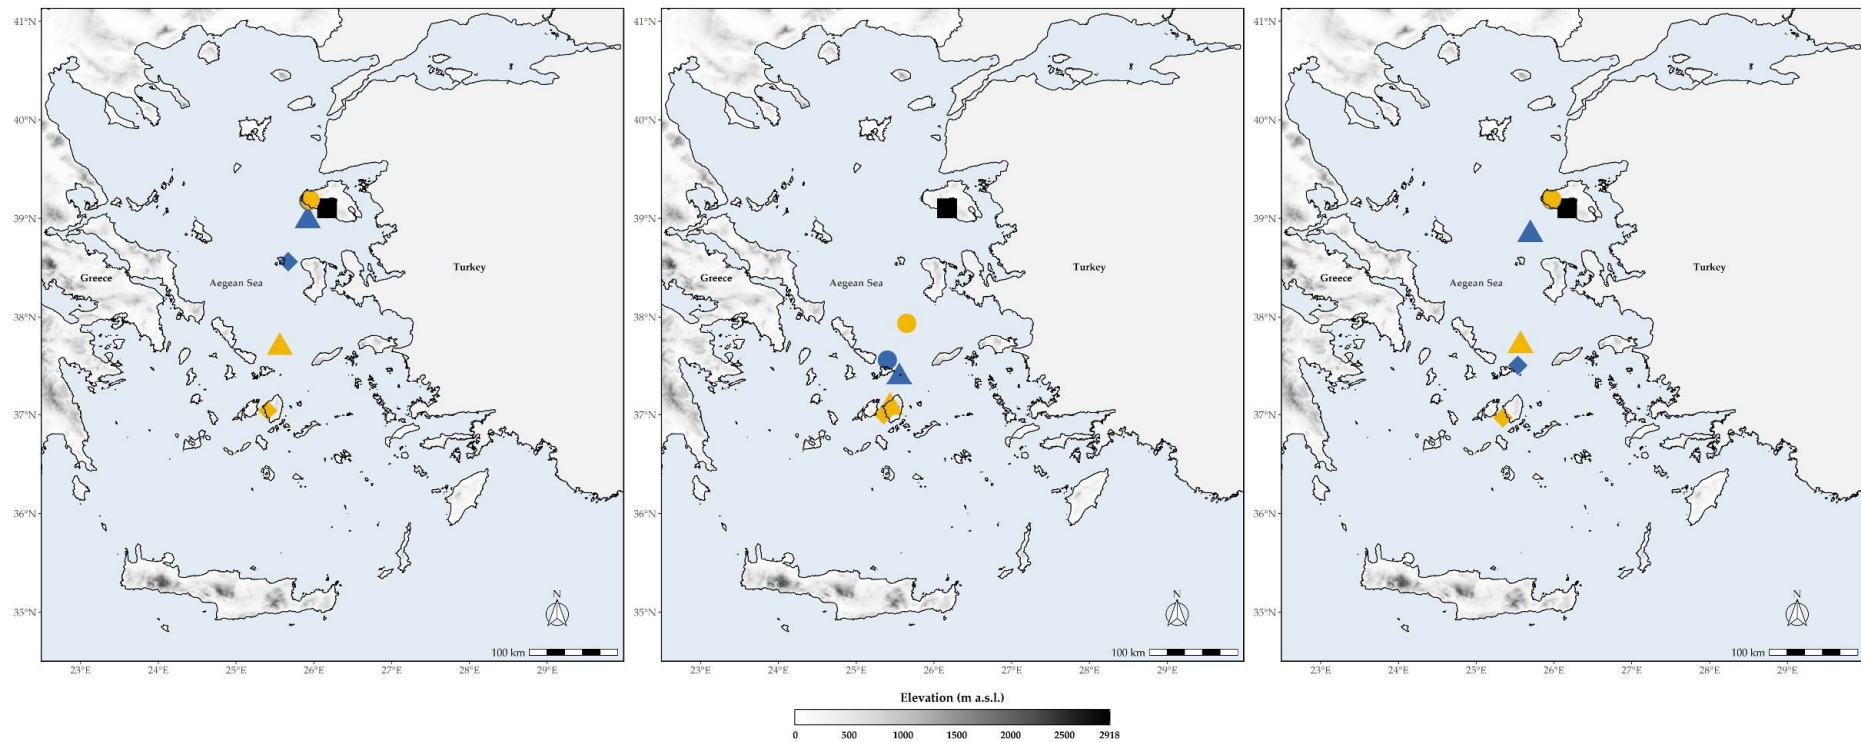 41°N
40°N
39°N
38°N
37°N
36°N
35°N
Greece
Aegean Sea
Turkey
N
100 km
23°E 24°E 25°E 26°E 27°E 28°E 29°E
41°N
40°N
39°N
38°N
37°N
36°N
35°N
Greece
Aegean Sea
Turkey
N
100 km
23°E 24°E 25°E 26°E 27°E 28°E 29°E
41°N
40°N
39°N
38°N
37°N
36°N
35°N
Greece
Aegean Sea
Turkey
N
100 km
23°E 24°E 25°E 26°E 27°E 28°E 29°E
Elevation (m a.s.l.)
0 500 1000 1500 2000 2500 2918